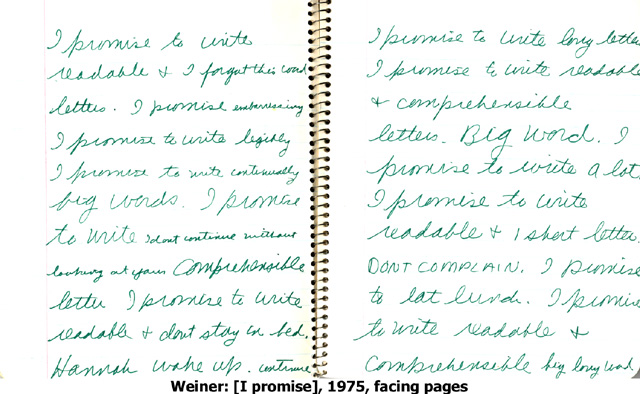 I promise to write
readable & I forgot this word
letters. I promise embarrassing
I promise to write legibly
I promise to write continually
big words. I promise
to write I dont continue without
looking at your Comprehensible
letter I promise to write
readable & dont stay in bed.
Hannah wake up. continue
I promise to write long letter
I promise to write readable
& comprehensible
letters. Big Word. I
promise to write a lot
I promise to write
readable & 1 short letter.
DONT COMPLAIN. I promise
to eat lunch. I promis
to write readable &
Comprehensible big long word
Weiner: [I promise], 1975, facing pages